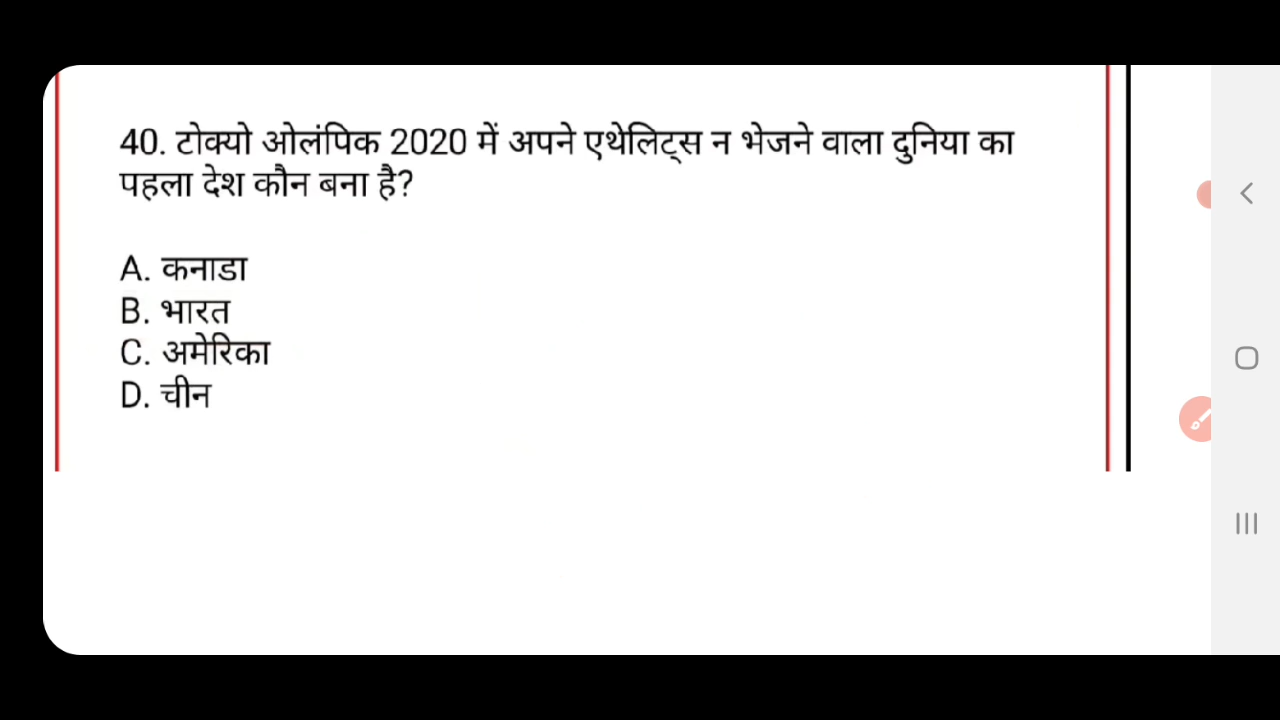 40. टोक्यो ओलंपिक 2020 में अपने एथेलिट्स न भेजने वाला दुनिया का
पहला देश कौन बना है?
A. कनाडा
B. भारत
C. अमेरिका
D. चीन